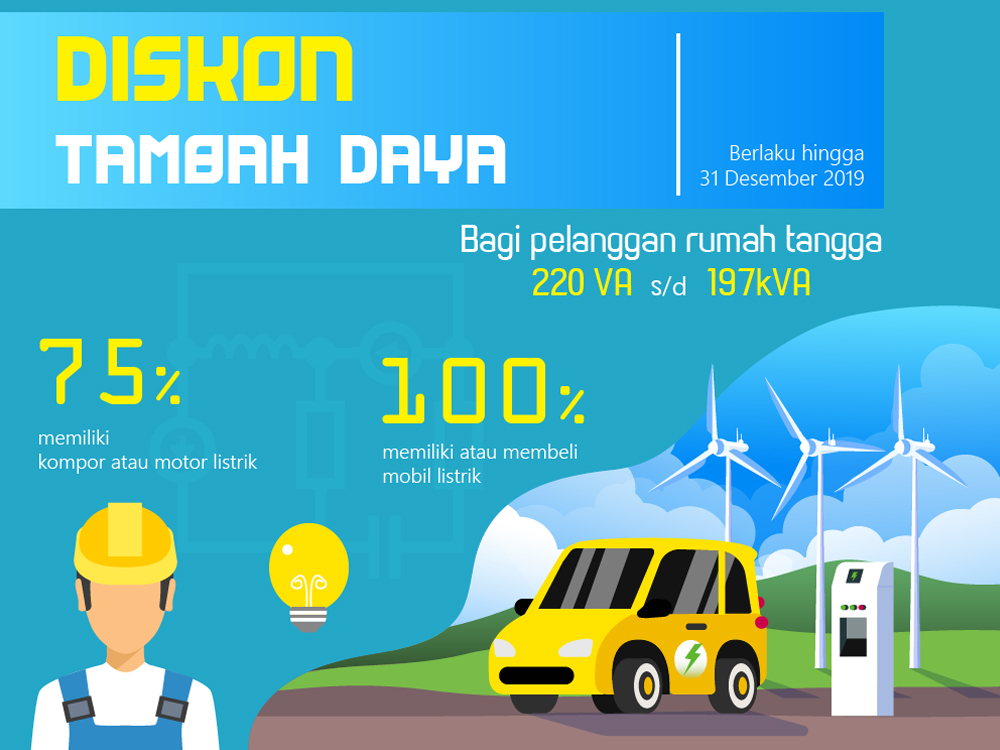 DISKON
TAMBAH DAYA
Berlaku hingga
31 Desember 2019
Bagi pelanggan rumah tangga
220 VA s/d 197kVA
75%
memiliki
kompor atau motor listrik
100%
memiliki atau membeli
mobil listrik